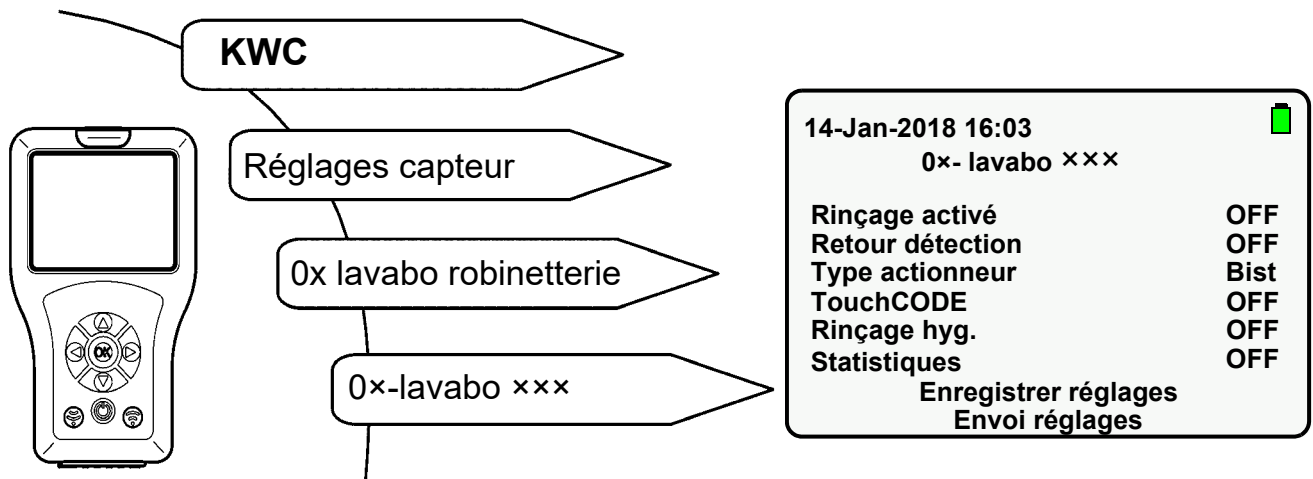 KWC
Réglages capteur
0x lavabo robinetterie
0×-lavabo ×××
OK
14-Jan-2018 16:03
0×- lavabo ×××
Rinçage activé OFF
Retour détection OFF
Type actionneur Bist
TouchCODE OFF
Rinçage hyg. OFF
Statistiques OFF
Enregistrer réglages
Envoi réglages